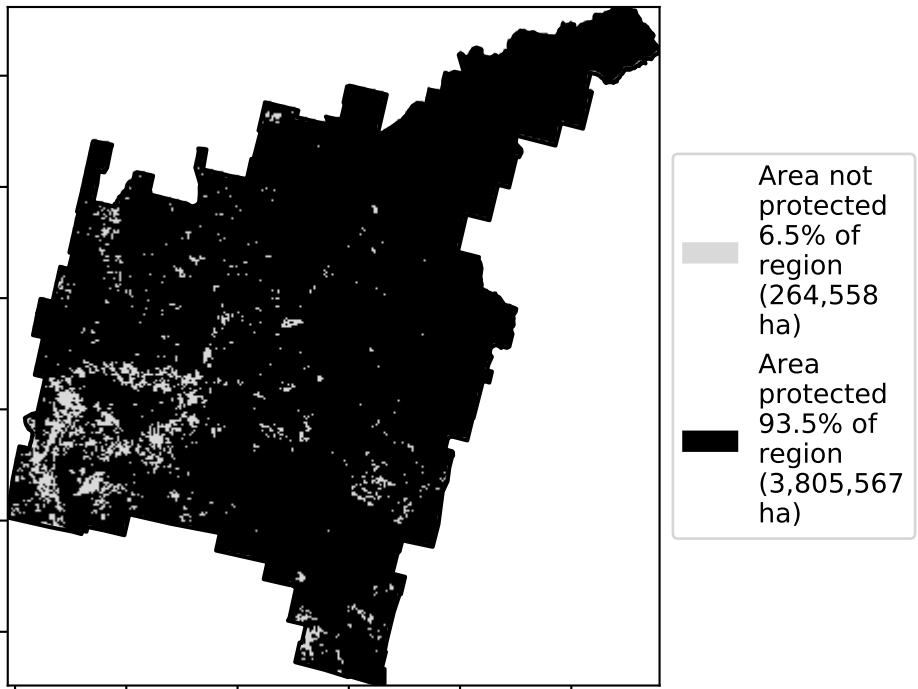 Area not
protected
6.5% of
region
(264,558
ha)
Area
protected
93.5% of
region
(3,805,567
ha)